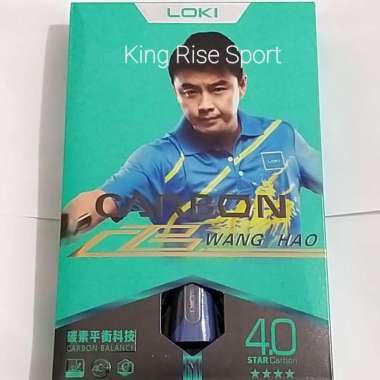 LOKI
King Rise Sport
LOKI
CARBON
WANG HAO
碳素平衡科技
CARBON BALANCE
4.0
STAR Carbon
★★★★